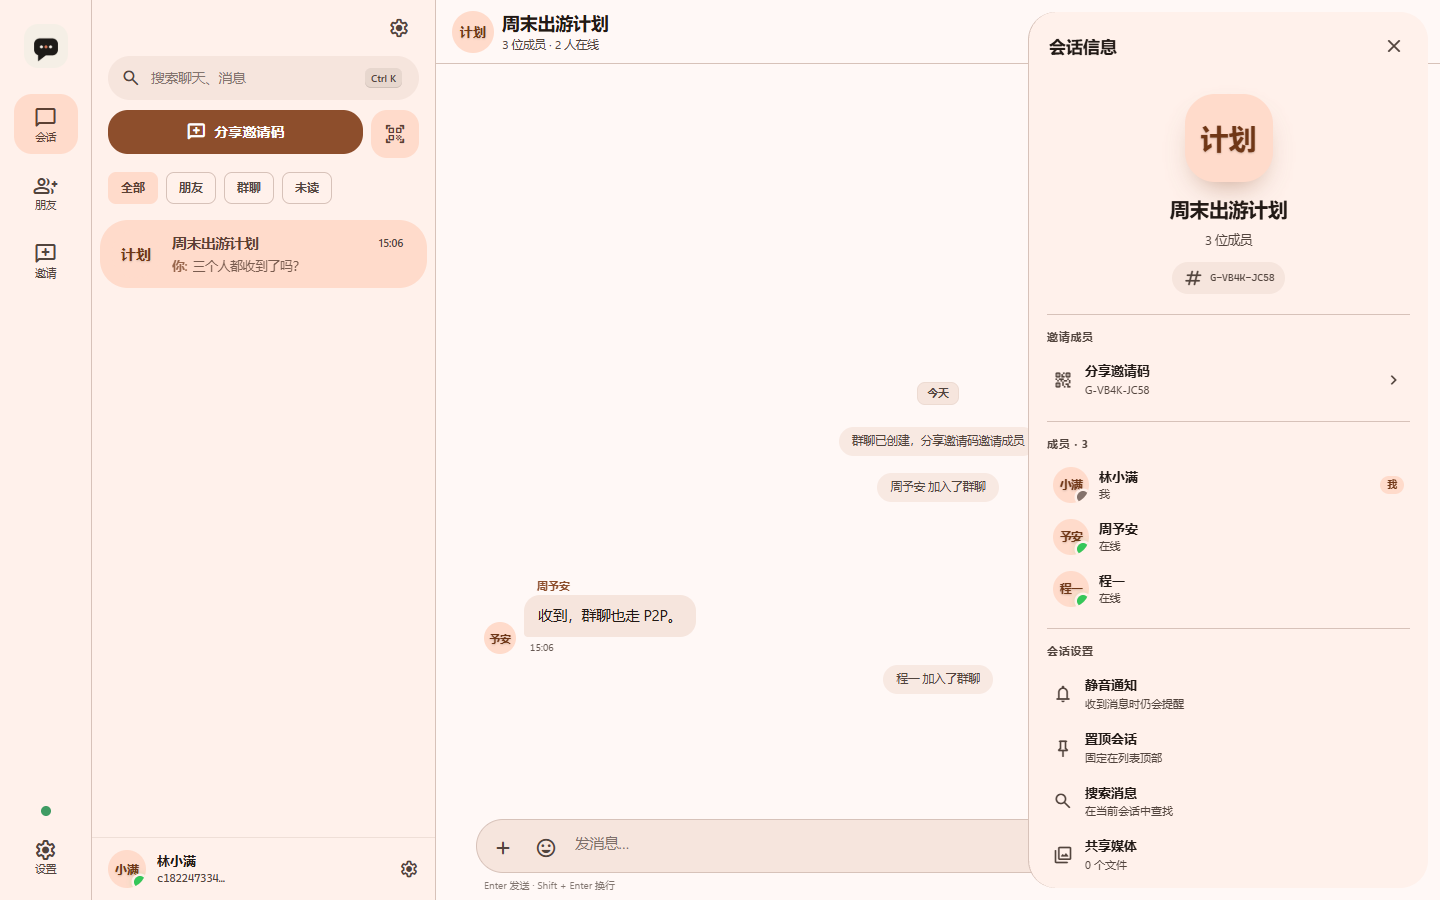 会话
朋友
邀请
设置
搜索聊天、消息
Ctrl K
分享邀请码
全部
朋友
群聊
未读
计划
周末出游计划
15:06
你: 三个人都收到了吗?
小满
林小满
c182247334...
计划
周末出游计划
3 位成员 · 2 人在线
今天
群聊已创建，分享邀请码邀请成员
周予安 加入了群聊
周予安
予安
收到，群聊也走 P2P。
15:06
程一 加入了群聊
发消息...
Enter 发送 · Shift + Enter 换行
会话信息
计划
周末出游计划
3 位成员
G-VB4K-JC58
邀请成员
分享邀请码
G-VB4K-JC58
成员 · 3
小满
林小满
我
我
予安
周予安
在线
程一
程一
在线
会话设置
静音通知
收到消息时仍会提醒
置顶会话
固定在列表顶部
搜索消息
在当前会话中查找
共享媒体
0 个文件